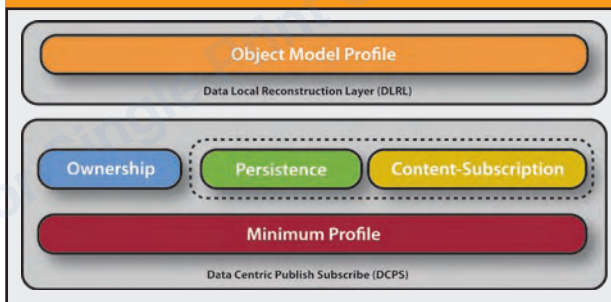 Object Model Profile
Data Local Reconstruction Layer (DLRL)
Ownership Persistence Content-Subscription
Minimum Profile
Data Centric Publish Subscribe (DCPS)